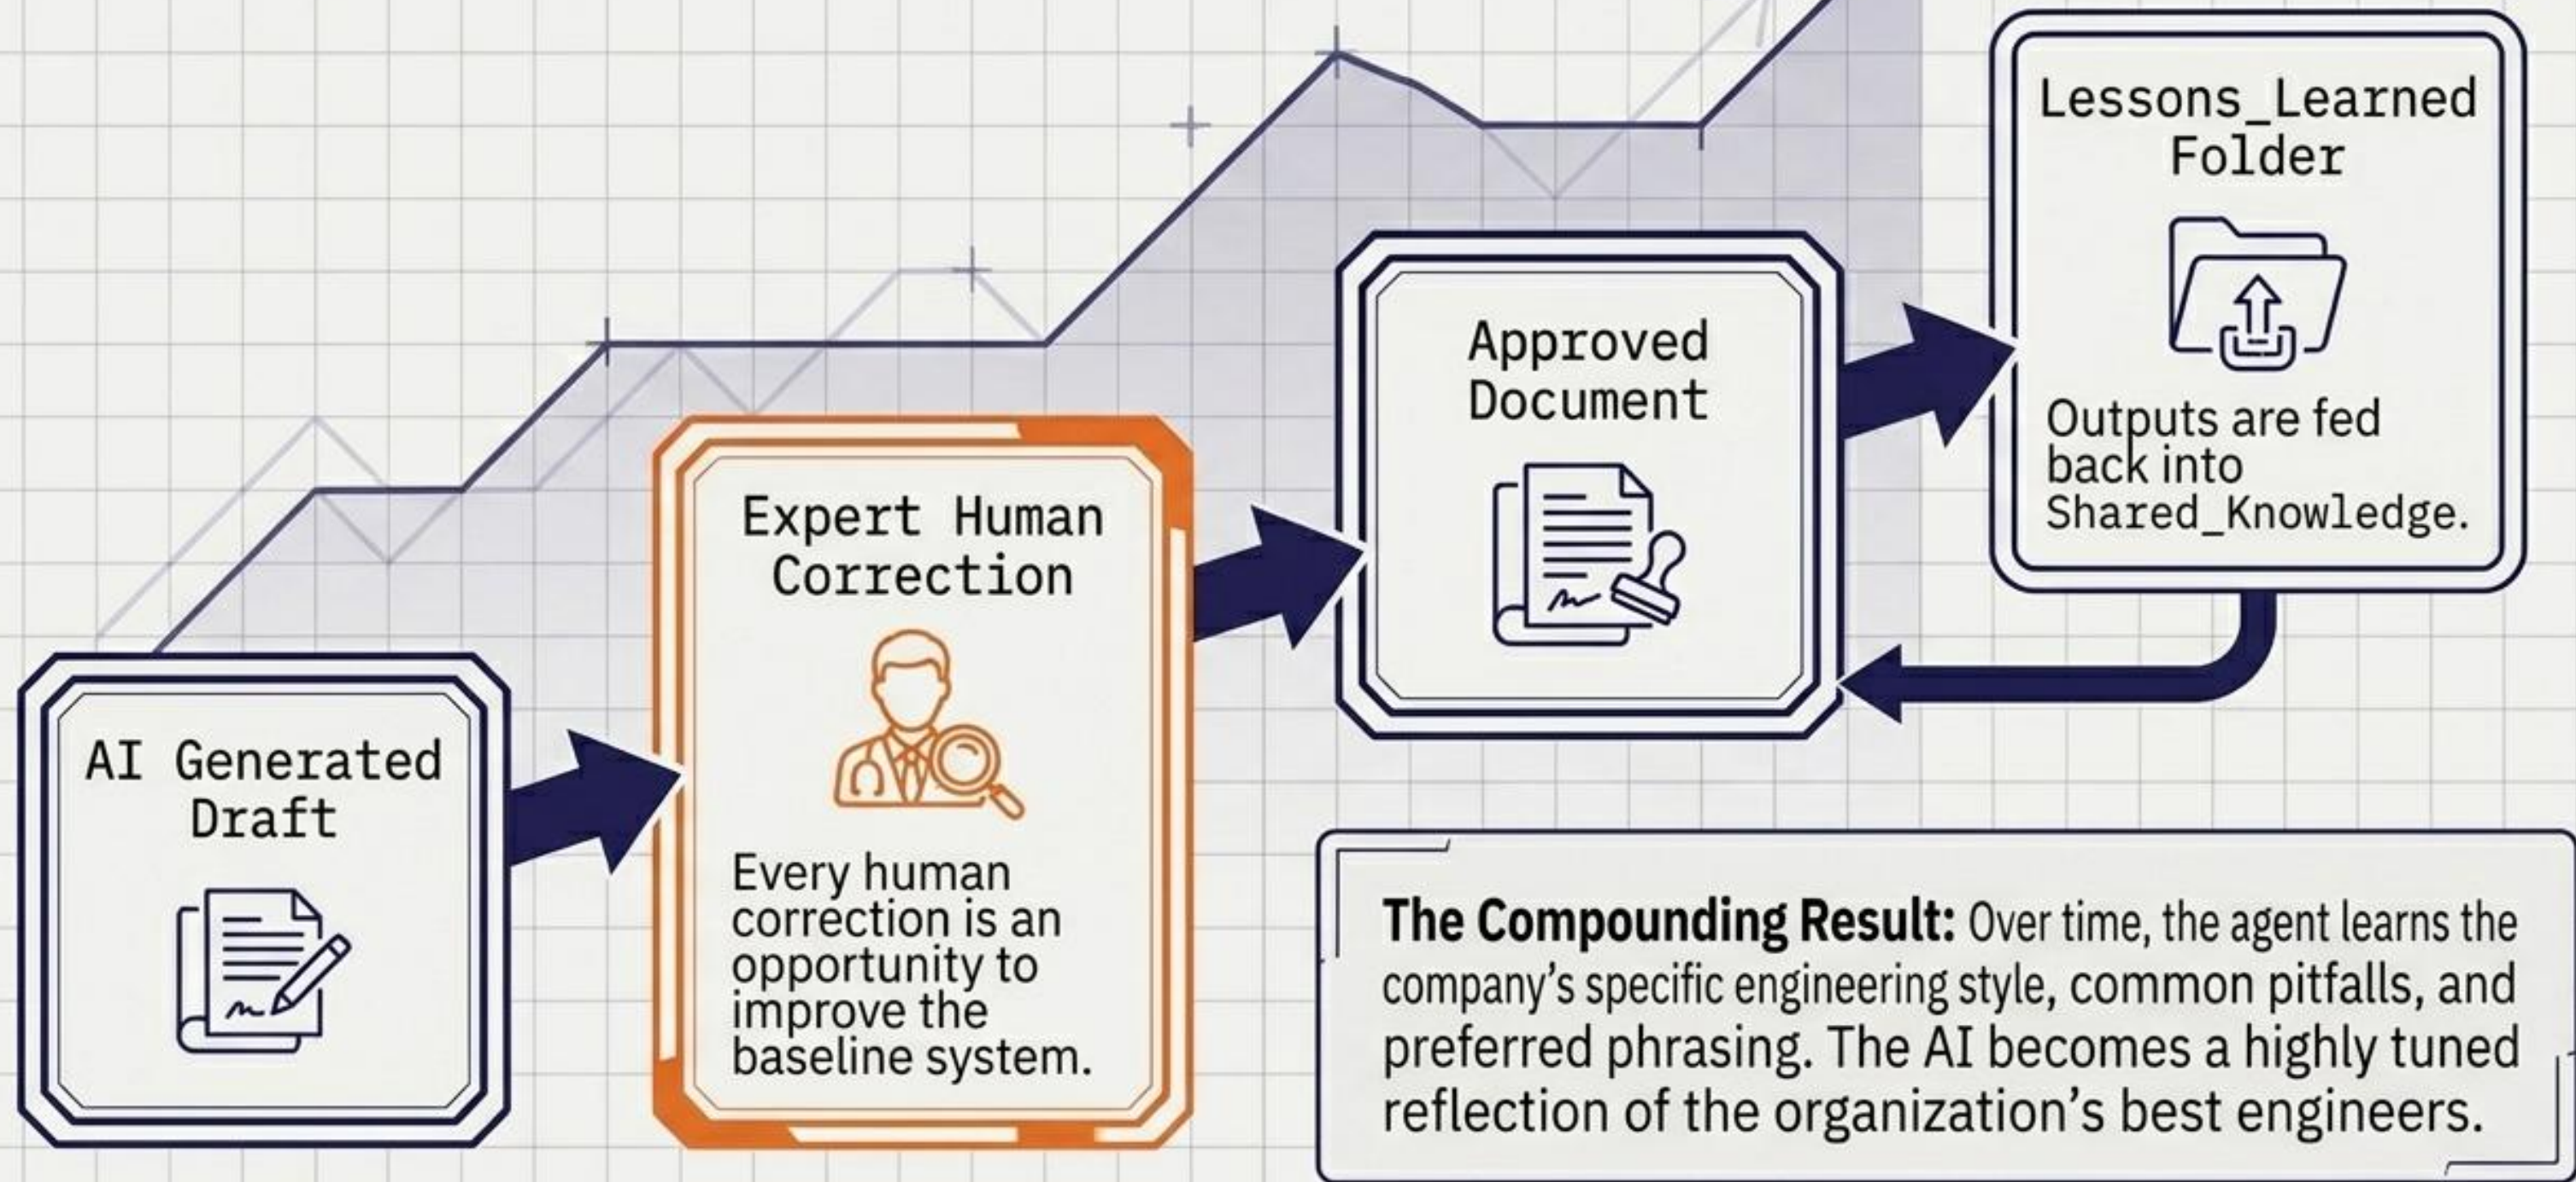 AI Generated
Draft
Expert Human
Correction
Every human
correction is an
opportunity to
improve the
baseline system.
Approved
Document
Lessons_Learned
Folder
Outputs are fed
back into
Shared_Knowledge.
The Compounding Result: Over time, the agent learns the
company's specific engineering style, common pitfalls, and
preferred phrasing. The AI becomes a highly tuned
reflection of the organization's best engineers.